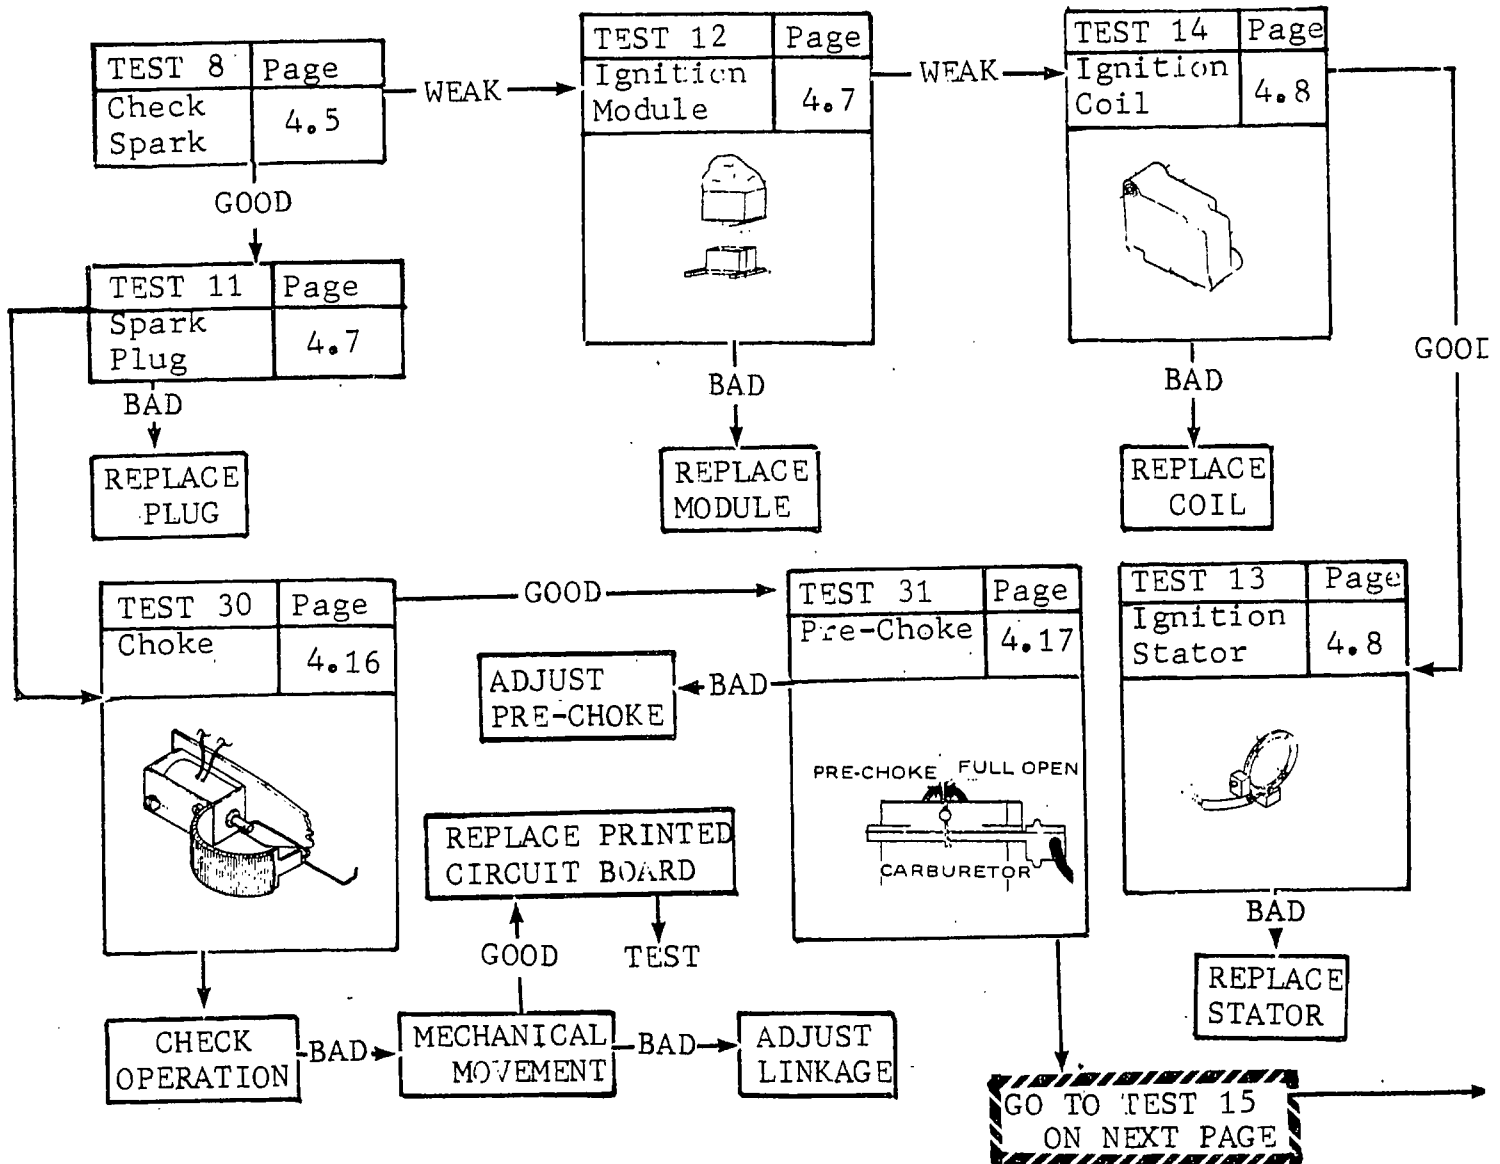 TEST 8 Page
Check
Spark
4.5
WEAK
TEST 12 Page
Ignition
Module
4.7
WEAK
TEST 14 Page
Ignition
Coil
4.8
GOOD
TEST 11 Page
Spark
Plug
4.7
BAD
REPLACE
PLUG
BAD
REPLACE
MODULE
BAD
REPLACE
COIL
GOOD
TEST 30 Page
Choke
4.16
GOOD
TEST 31 Page
Pre-Choke
4.17
BAD
ADJUST
PRE-CHOKE
PRE-CHOKE FULL OPEN
CARBURETOR
TEST 13 Page
Ignition
Stator
4.8
BAD
REPLACE
STATOR
REPLACE PRINTED
CIRCUIT BOARD
GOOD
TEST
CHECK
OPERATION
BAD
MECHANICAL
MOVEMENT
BAD
ADJUST
LINKAGE
GO TO TEST 15
ON NEXT PAGE